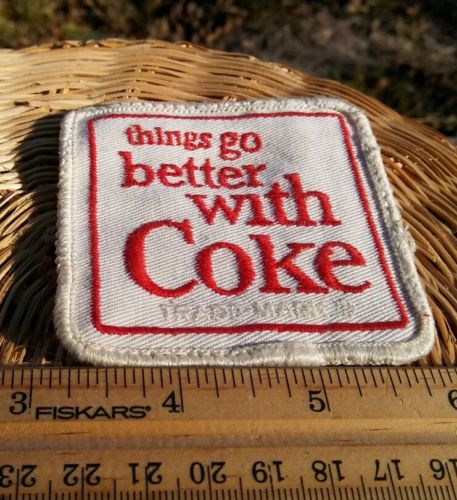 things go
better
with
Coke
TRADE-MARK ®
3 FISKARS® 4 5 6
23 22 21 20 19 18 17 16